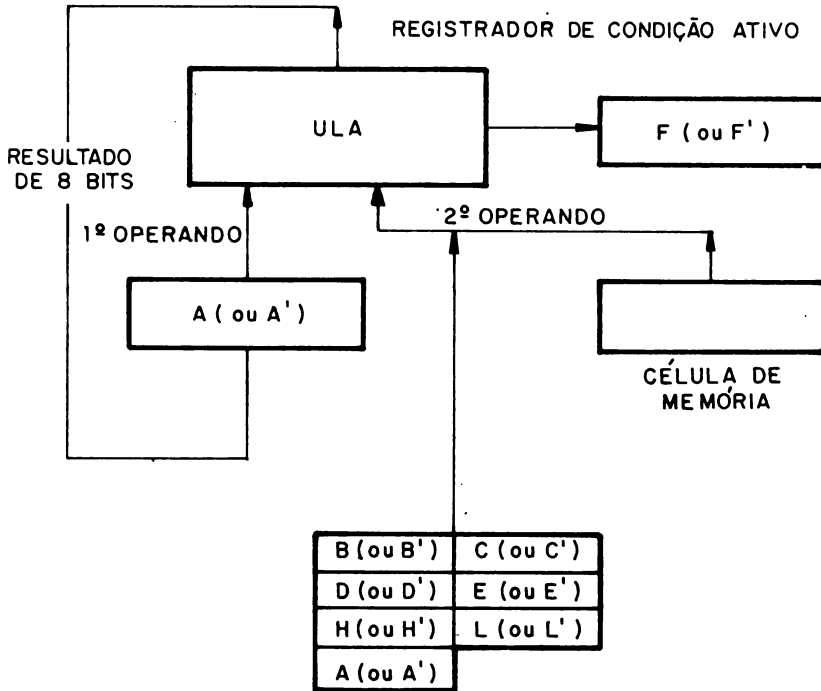 REGISTRADOR DE CONDIÇÃO ATIVO
ULA
F (ou F')
RESULTADO
DE 8 BITS
1º OPERANDO
2º OPERANDO
A (ou A')
CÉLULA DE
MEMÓRIA
B (ou B') C (ou C')
D (ou D') E (ou E')
H (ou H') L (ou L')
A (ou A')